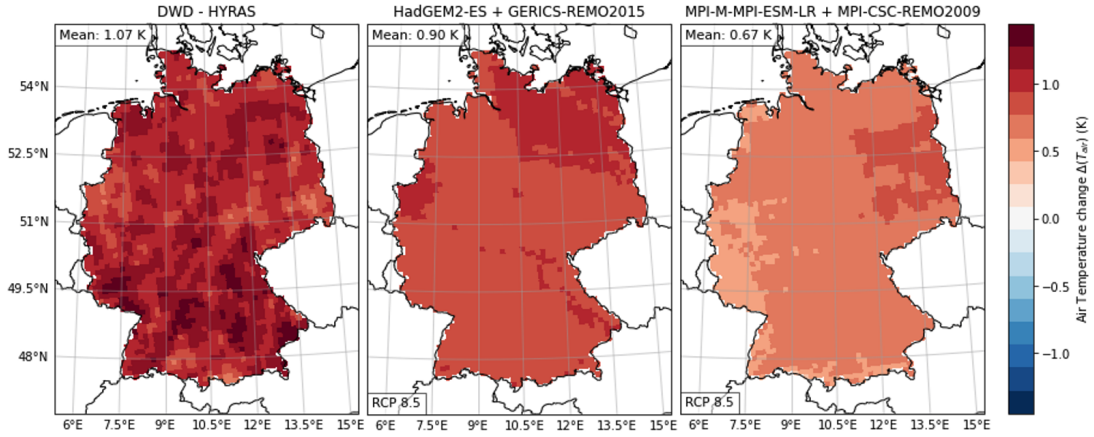 DWD - HYRAS
HadGEM2-ES + GERICS-REMO2015
MPI-M-MPI-ESM-LR + MPI-CSC-REMO2009
Mean: 1.07 K
Mean: 0.90 K
Mean: 0.67 K
54°N
52.5°N
51°N
49.5°N
48°N
RCP 8.5
RCP 8.5
6°E 7.5°E 9°E 10.5°E 12°E 13.5°E 15°E
6°E 7.5°E 9°E 10.5°E 12°E 13.5°E 15°E
6°E 7.5°E 9°E 10.5°E 12°E 13.5°E 15°E
1.0
0.5
0.0
−0.5
−1.0
Air Temperature change Δ(Tair) (K)